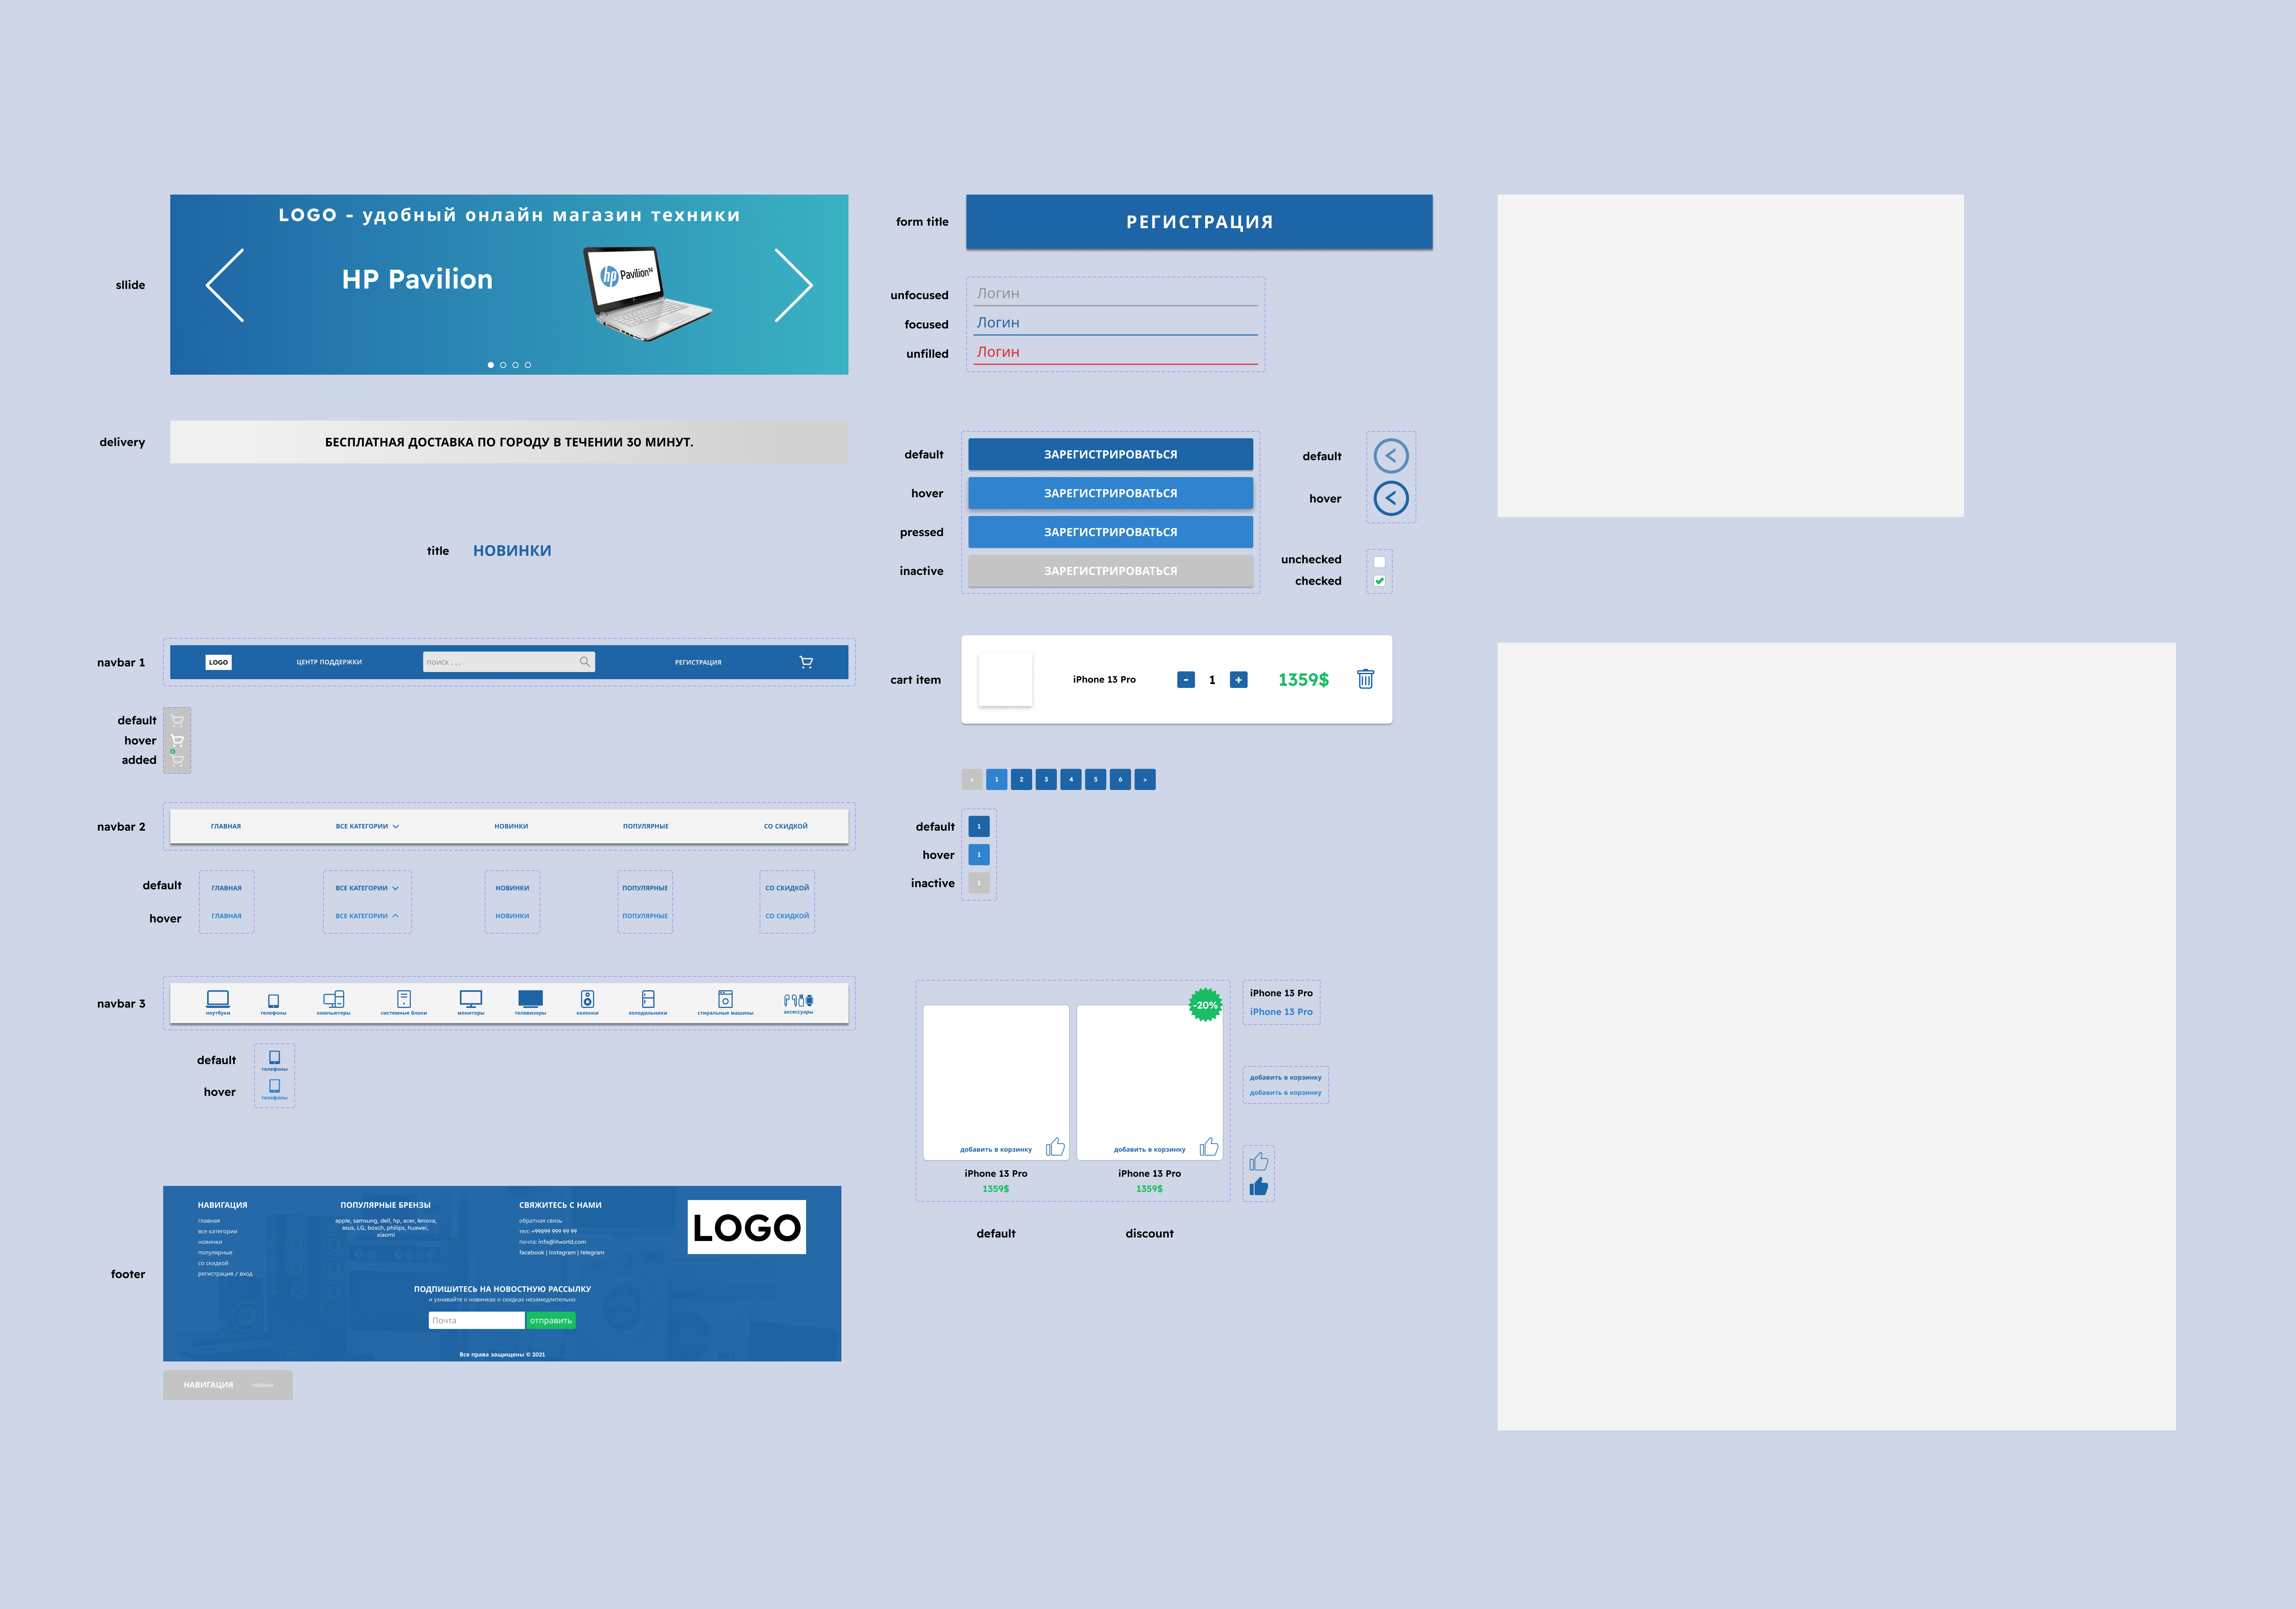 sllide
LOGO - удобный онлайн магазин техники
HP Pavilion
hp Pavilion14
delivery
БЕСПЛАТНАЯ ДОСТАВКА ПО ГОРОДУ В ТЕЧЕНИИ 30 МИНУТ.
title
НОВИНКИ
navbar 1
LOGO
ЦЕНТР ПОДДЕРЖКИ
поиск . . .
РЕГИСТРАЦИЯ
default
hover
added
navbar 2
ГЛАВНАЯ
ВСЕ КАТЕГОРИИ
НОВИНКИ
ПОПУЛЯРНЫЕ
СО СКИДКОЙ
default
ГЛАВНАЯ
ВСЕ КАТЕГОРИИ
НОВИНКИ
ПОПУЛЯРНЫЕ
СО СКИДКОЙ
hover
ГЛАВНАЯ
ВСЕ КАТЕГОРИИ
НОВИНКИ
ПОПУЛЯРНЫЕ
СО СКИДКОЙ
navbar 3
ноутбуки
телефоны
компьютеры
системные блоки
мониторы
телевизоры
колонки
холодильники
стиральные машины
аксессуары
default
телефоны
hover
телефоны
footer
НАВИГАЦИЯ
главная
все категории
новинки
популярные
со скидкой
регистрация / вход
ПОПУЛЯРНЫЕ БРЕНЗЫ
apple, samsung, dell, hp, acer, lenova,
asus, LG, bosch, philips, huawei,
xiaomi
СВЯЖИТЕСЬ С НАМИ
обратная связь
тел: +99899 999 99 99
почта: info@itworld.com
facebook | instagram | telegram
LOGO
ПОДПИШИТЕСЬ НА НОВОСТНУЮ РАССЫЛКУ
и узнавайте о новинках и скидках незамедлительно
Почта
отправить
Все права защищены © 2021
НАВИГАЦИЯ
главная
form title
РЕГИСТРАЦИЯ
unfocused
Логин
focused
Логин
unfilled
Логин
default
ЗАРЕГИСТРИРОВАТЬСЯ
hover
ЗАРЕГИСТРИРОВАТЬСЯ
pressed
ЗАРЕГИСТРИРОВАТЬСЯ
inactive
ЗАРЕГИСТРИРОВАТЬСЯ
default
<
hover
<
unchecked
checked
cart item
iPhone 13 Pro
- 1 +
1359$
1 2 3 4 5 6 >
default
1
hover
1
inactive
1
-20%
добавить в корзинку
iPhone 13 Pro
1359$
default
добавить в корзинку
iPhone 13 Pro
1359$
discount
iPhone 13 Pro
iPhone 13 Pro
добавить в корзинку
добавить в корзинку